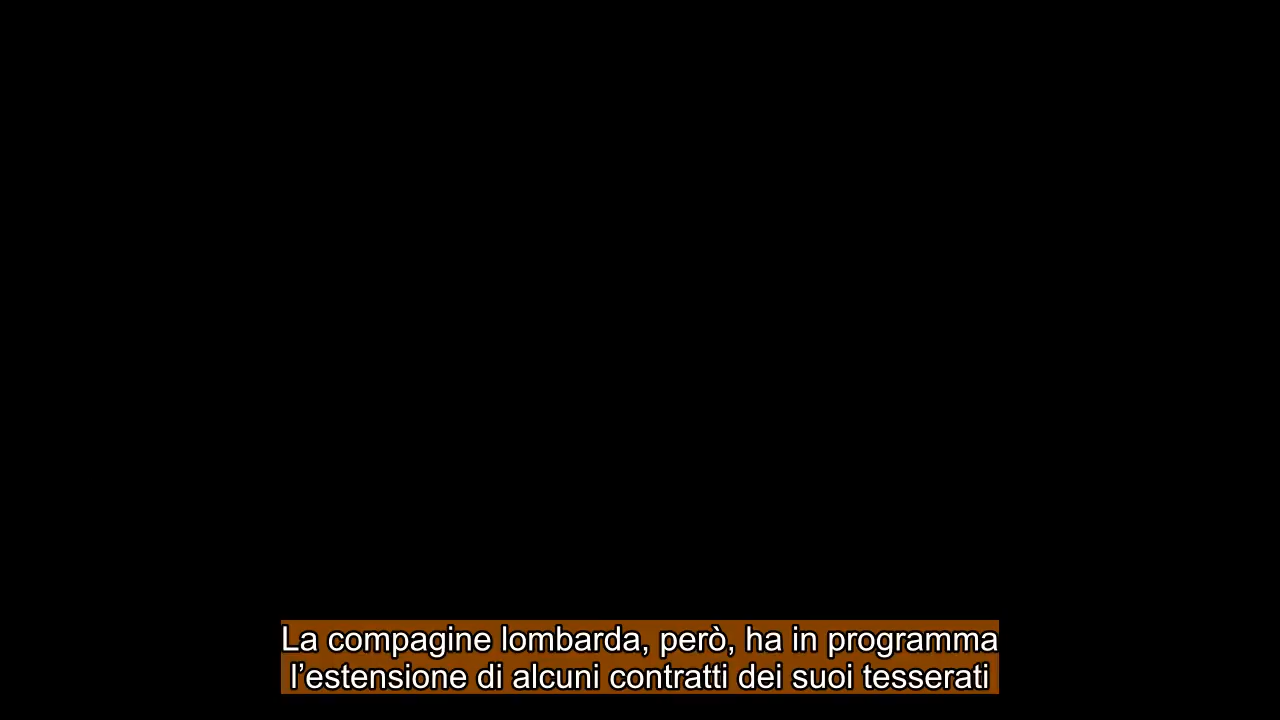 La compagine lombarda, però, ha in programma
l’estensione di alcuni contratti dei suoi tesserati